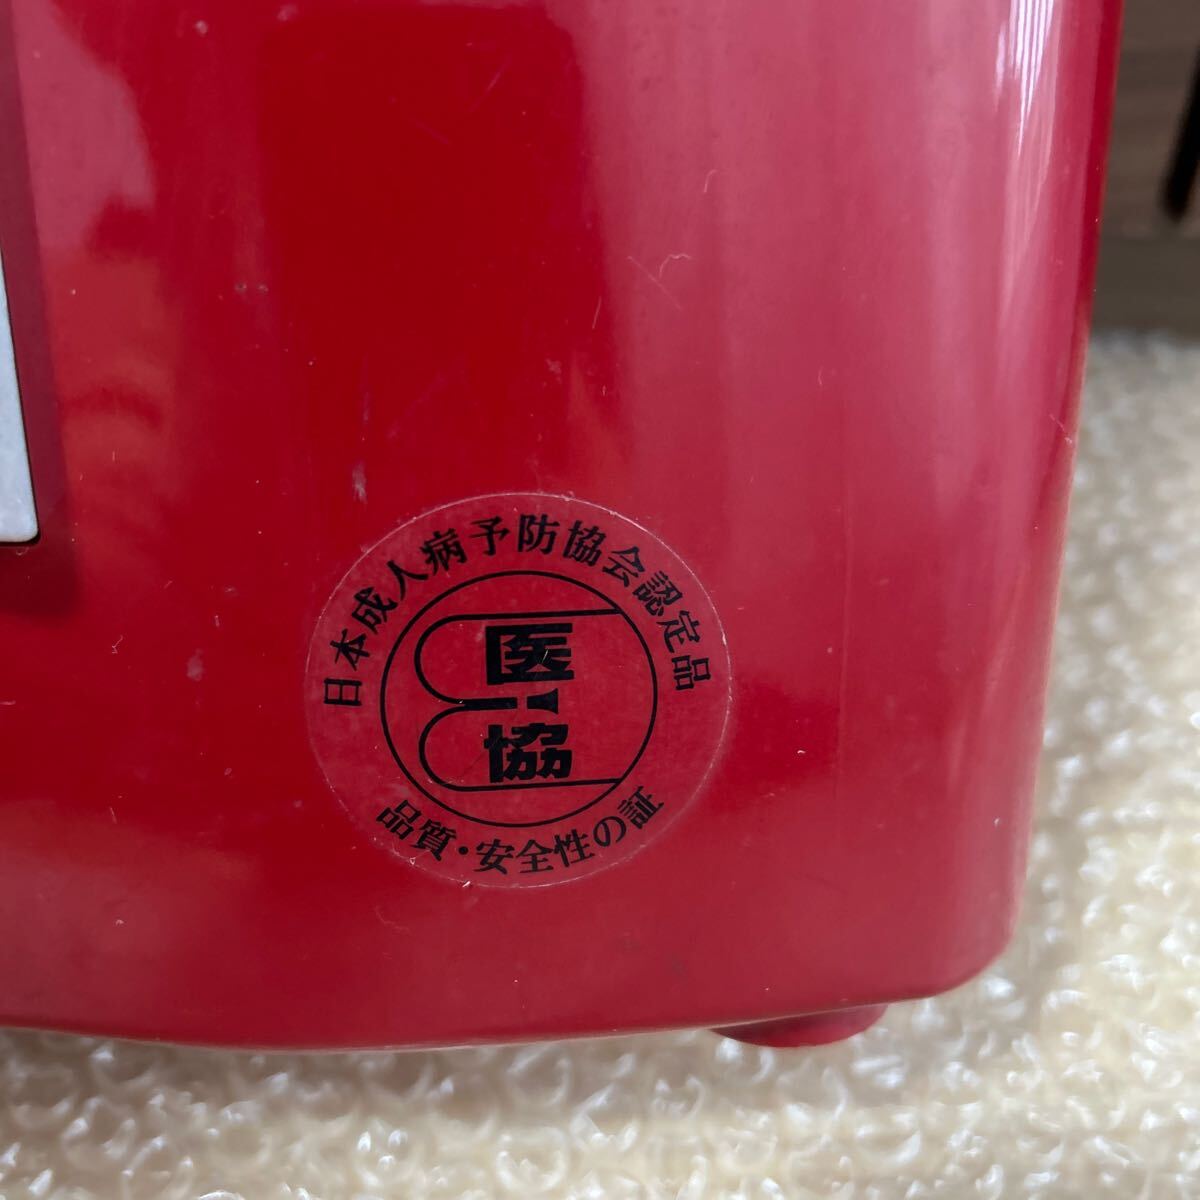 日本成人病予防協会認定品
医
協
品質・安全性の証